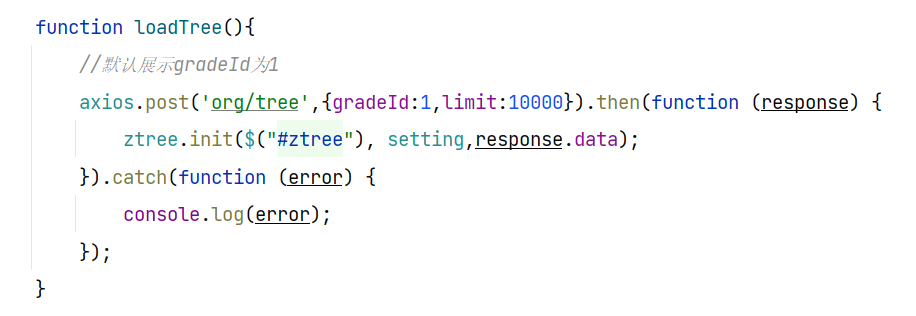 function loadTree(){
//默认展示gradeId为1
axios.post('org/tree',{gradeId:1,limit:10000}).then(function (response) {
ztree.init($("#ztree"), setting,response.data);
}).catch(function (error) {
console.log(error);
});
}